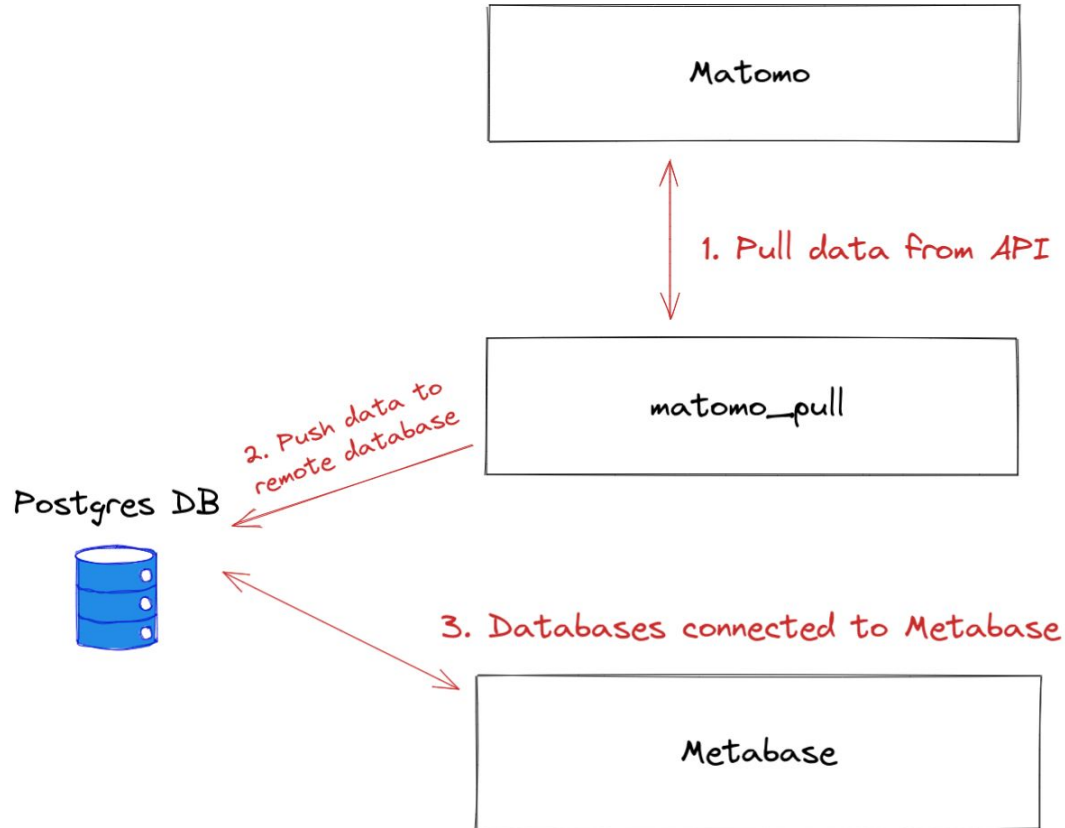 Matomo
1. Pull data from API
matomo_pull
2. Push data to
remote database
Postgres DB
3. Databases connected to Metabase
Metabase